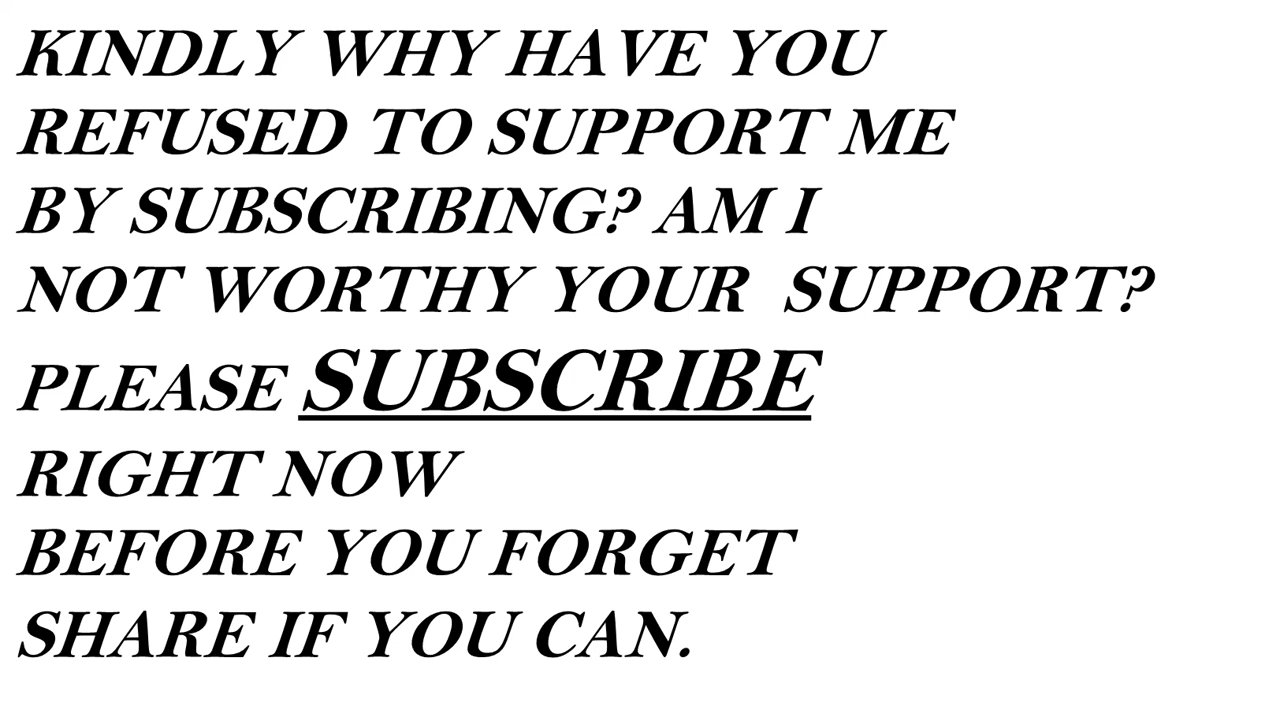 KINDLY WHY HAVE YOU
REFUSED TO SUPPORT ME
BY SUBSCRIBING? AM I
NOT WORTHY YOUR SUPPORT?
PLEASE SUBSCRIBE
RIGHT NOW
BEFORE YOU FORGET
SHARE IF YOU CAN.